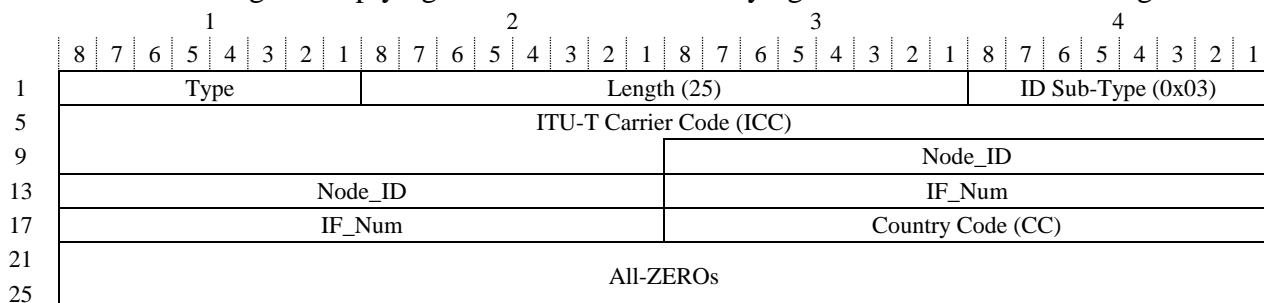 1 2 3 4
8 7 6 5 4 3 2 1 8 7 6 5 4 3 2 1 8 7 6 5 4 3 2 1 8 7 6 5 4 3 2 1
1 Type Length (25) ID Sub-Type (0x03)
5 ITU-T Carrier Code (ICC)
9 Node_ID
13 Node_ID IF_Num
17 IF_Num Country Code (CC)
21
All-ZEROs
25